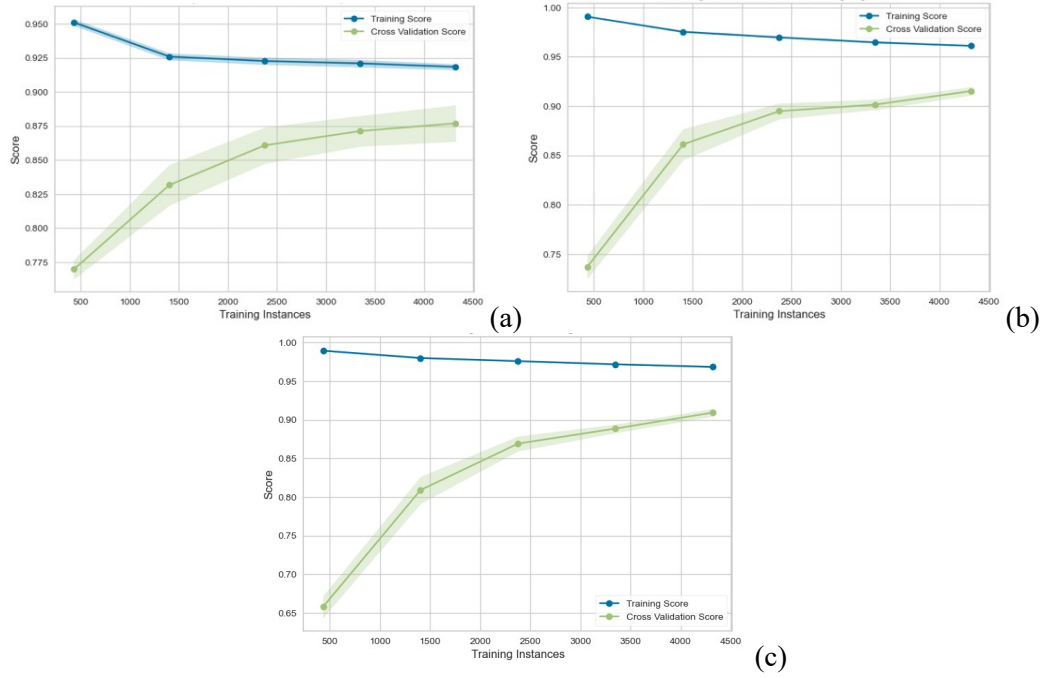 0.950
0.925
0.900
0.875
0.850
0.825
0.800
0.775
Score
Training Score
Cross Validation Score
500 1000 1500 2000 2500 3000 3500 4000 4500
Training Instances
(a)
1.00
0.95
0.90
0.85
0.80
0.75
Score
Training Score
Cross Validation Score
500 1000 1500 2000 2500 3000 3500 4000 4500
Training Instances
(b)
1.00
0.95
0.90
0.85
0.80
0.75
0.70
0.65
Score
Training Score
Cross Validation Score
500 1000 1500 2000 2500 3000 3500 4000 4500
Training Instances
(c)